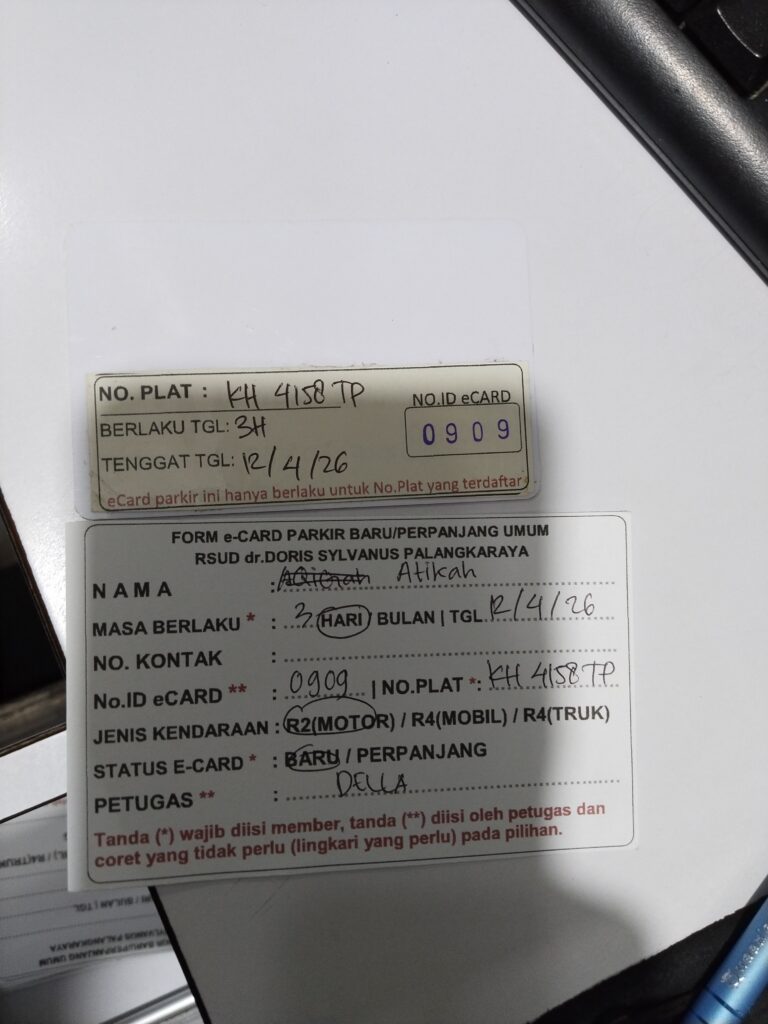 NO. PLAT : KH 4158 TP
NO.ID eCARD
BERLAKU TGL: 3H
0909
TENGGAT TGL: 12/4/26
eCard parkir ini hanya berlaku untuk No.Plat yang terdaftar
FORM e-CARD PARKIR BARU/PERPANJANG UMUM
RSUD dr.DORIS SYLVANUS PALANGKARAYA
NAMA : Atikah
MASA BERLAKU * : 3 HARI / BULAN | TGL 12/4/26
NO. KONTAK :
No.ID eCARD ** : 0909 | NO.PLAT *: KH 4158 TP
JENIS KENDARAAN : R2(MOTOR) / R4(MOBIL) / R4(TRUK)
STATUS E-CARD * : BARU / PERPANJANG
PETUGAS ** : DELLA
Tanda (*) wajib diisi member, tanda (**) diisi oleh petugas dan
coret yang tidak perlu (lingkari yang perlu) pada pilihan.